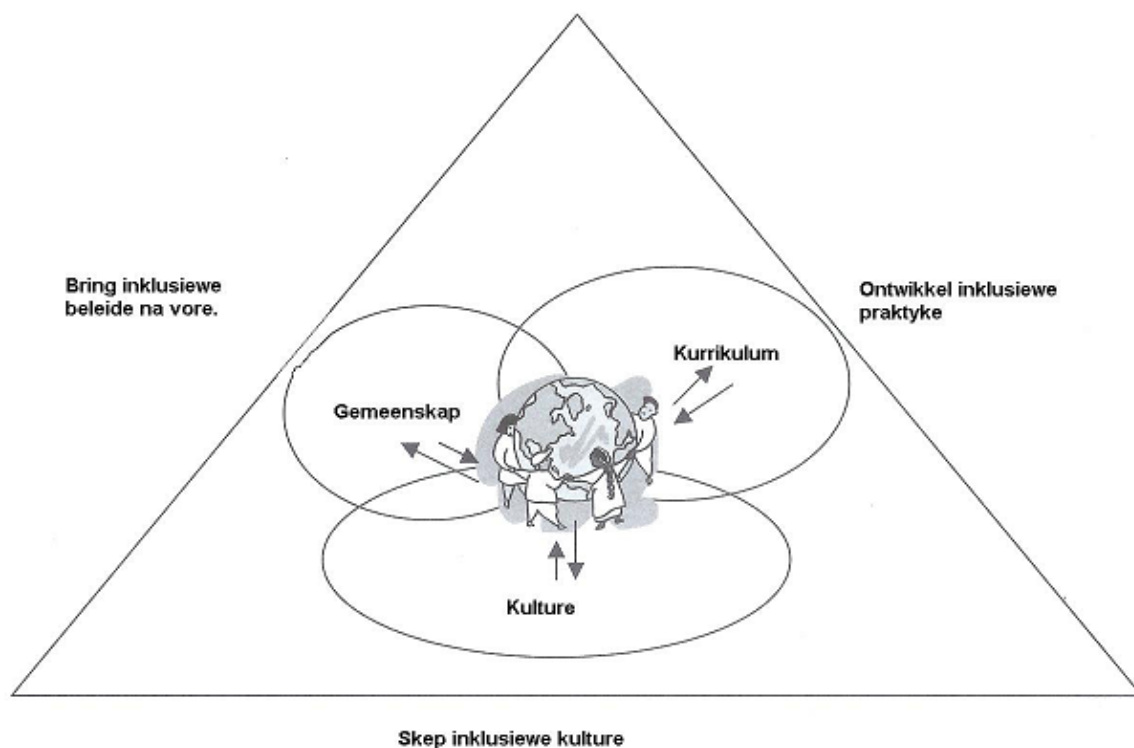 Bring inklusiewe
beleide na vore.
Ontwikkel inklusiewe
praktyke
Kurrikulum
Gemeenskap
Kulture
Skep inklusiewe kulture